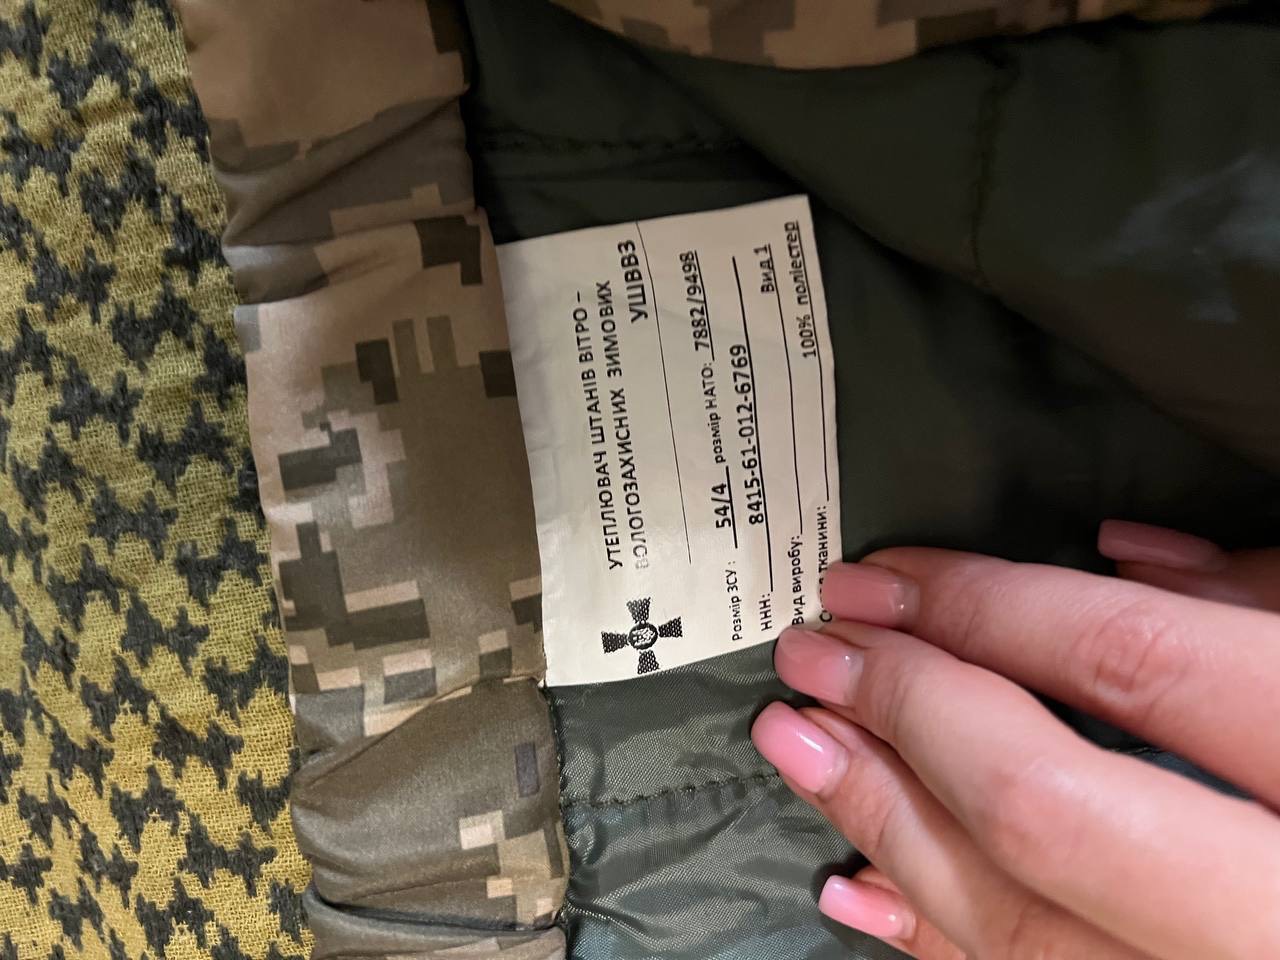 УТЕПЛЮВАЧ ШТАНІВ ВІТРО –
ВОЛОГОЗАХИСНИХ ЗИМОВИХ
УШВВЗ
Розмір ЗСУ: 54/4 розмір НАТО: 7882/9498
ННН: 8415-61-012-6769
Вид виробу: Вид 1
тканини: 100% поліестер